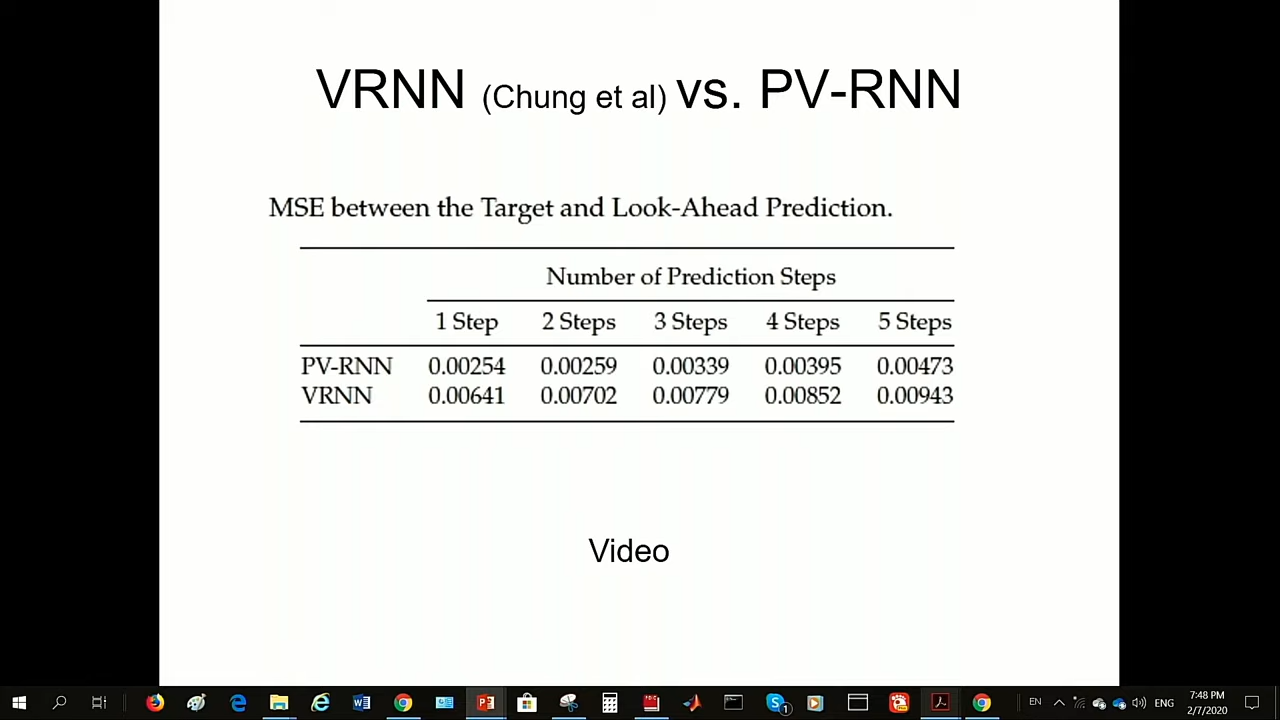 VRNN (Chung et al) vs. PV-RNN
MSE between the Target and Look-Ahead Prediction.
Number of Prediction Steps
1 Step 2 Steps 3 Steps 4 Steps 5 Steps
PV-RNN 0.00254 0.00259 0.00339 0.00395 0.00473
VRNN 0.00641 0.00702 0.00779 0.00852 0.00943
Video
EN ENG 7:48 PM
2/7/2020